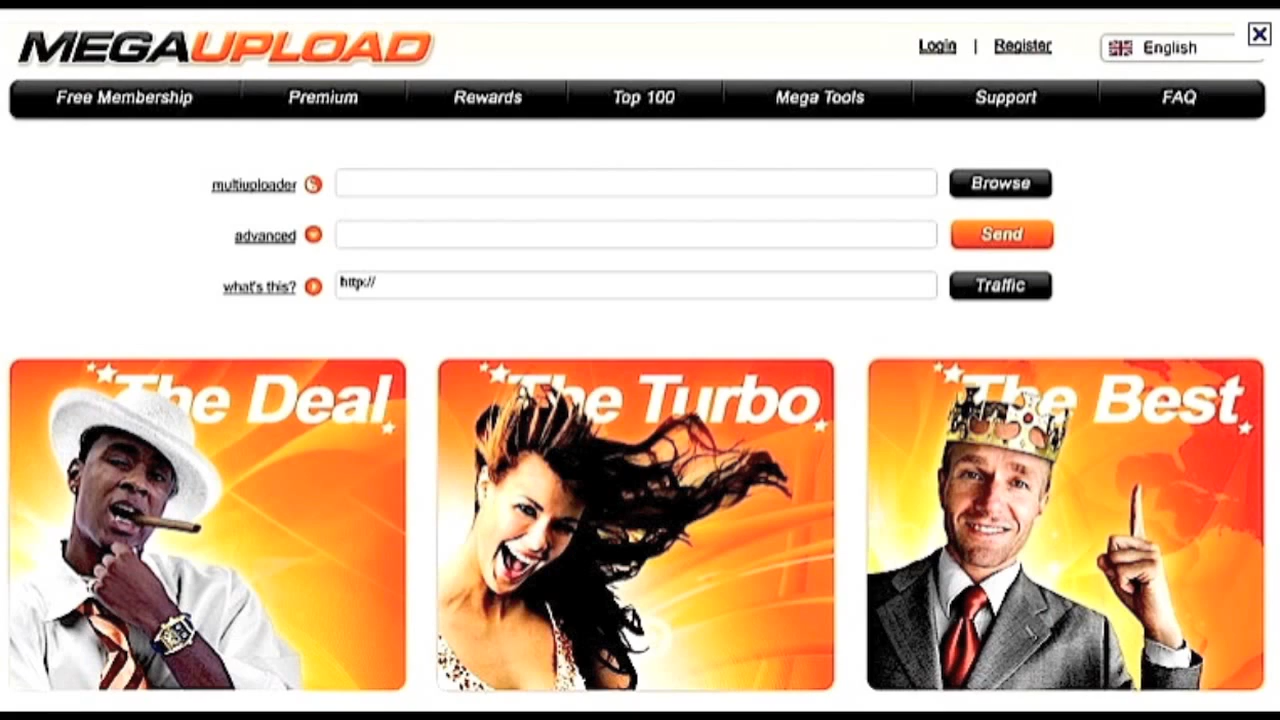 MEGAUPLOAD
Login | Register
English
Free Membership
Premium
Rewards
Top 100
Mega Tools
Support
FAQ
multiuploader
Browse
advanced
Send
what's this?
http://
Traffic
The Deal
The Turbo
The Best